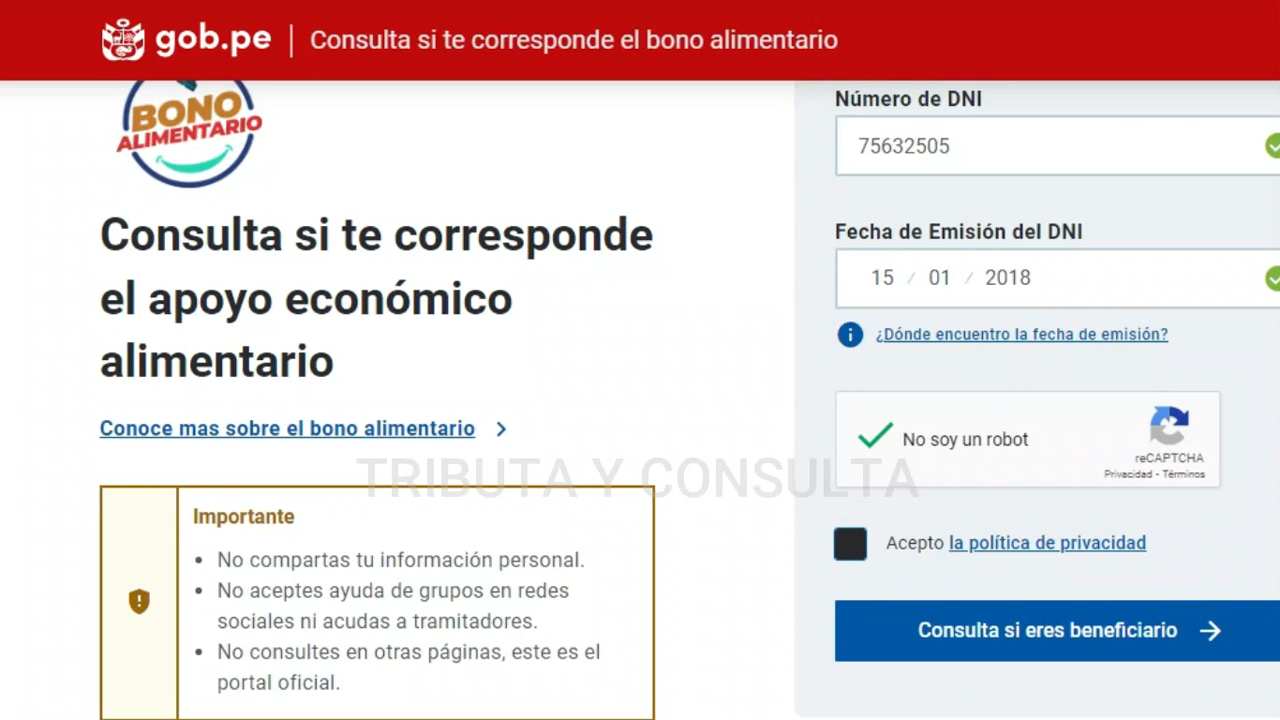 gob.pe | Consulta si te corresponde el bono alimentario
BONO
ALIMENTARIO
Consulta si te corresponde
el apoyo económico
alimentario
Conoce mas sobre el bono alimentario
Importante
• No compartas tu información personal.
• No aceptes ayuda de grupos en redes
sociales ni acudas a tramitadores.
• No consultes en otras páginas, este es el
portal oficial.
Número de DNI
75632505
Fecha de Emisión del DNI
15 / 01 / 2018
¿Dónde encuentro la fecha de emisión?
No soy un robot
reCAPTCHA
Privacidad - Términos
Acepto la política de privacidad
Consulta si eres beneficiario
TRIBUTA Y CONSULTA